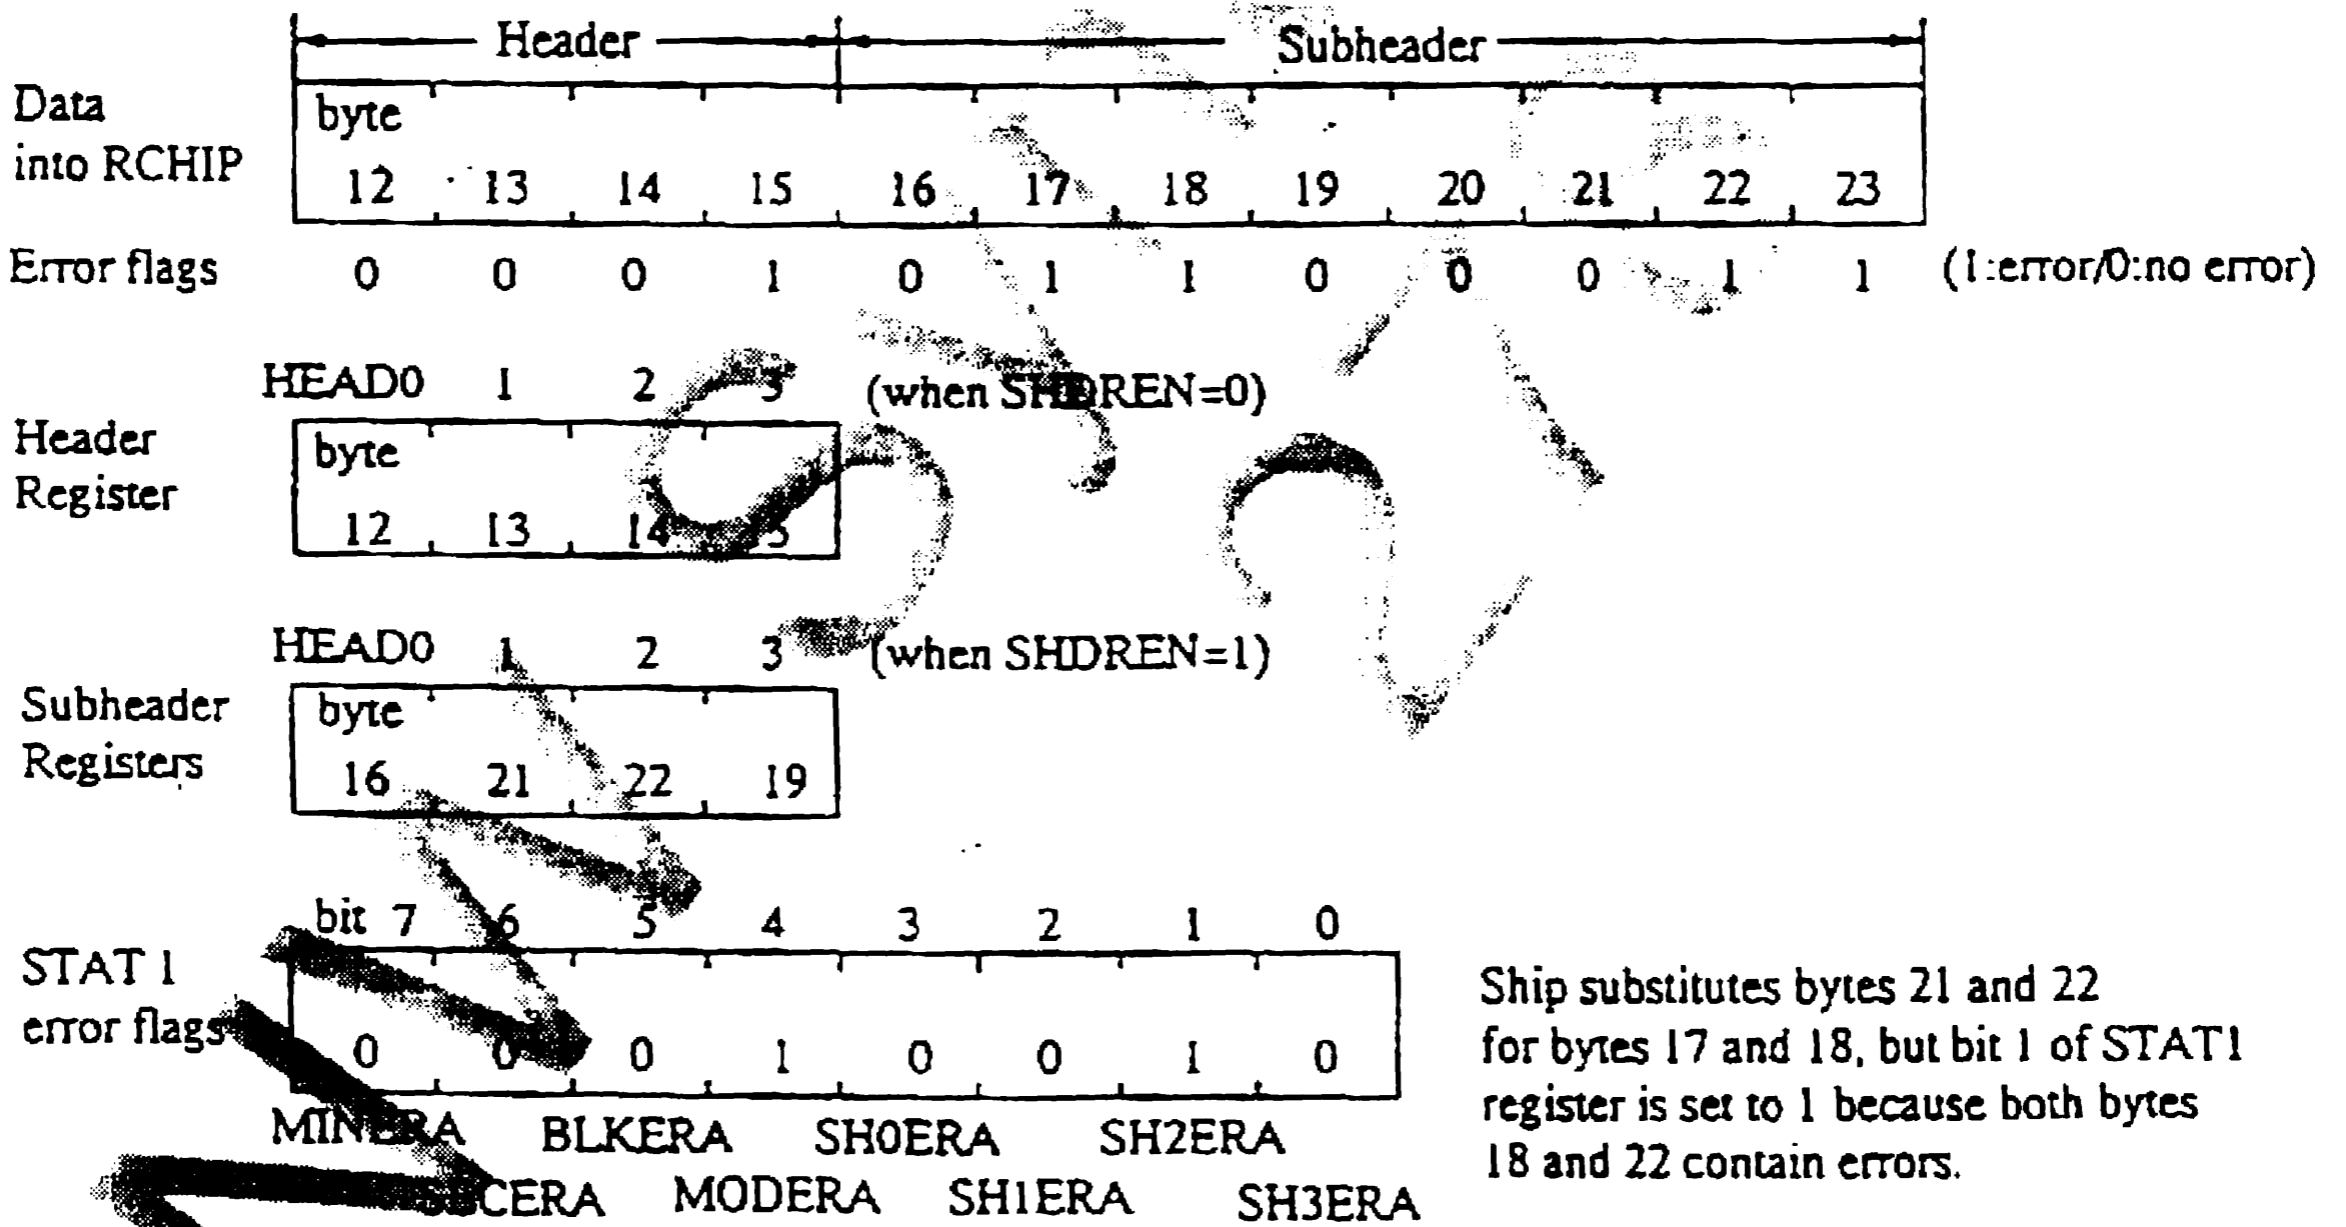 Header Subheader
Data
into RCHIP
byte
12 13 14 15 16 17 18 19 20 21 22 23
Error flags 0 0 0 1 0 1 1 0 0 0 1 1 (1:error/0:no error)
HEAD0 1 2 3 (when SHDREN=0)
Header
Register
byte
12 13 14 15
HEAD0 1 2 3 (when SHDREN=1)
Subheader
Registers
byte
16 21 22 19
bit 7 6 5 4 3 2 1 0
STAT 1
error flags
0 0 0 1 0 0 1 0
MINERA BLKERA SH0ERA SH2ERA
SECERA MODERA SH1ERA SH3ERA
Ship substitutes bytes 21 and 22
for bytes 17 and 18, but bit 1 of STAT1
register is set to 1 because both bytes
18 and 22 contain errors.